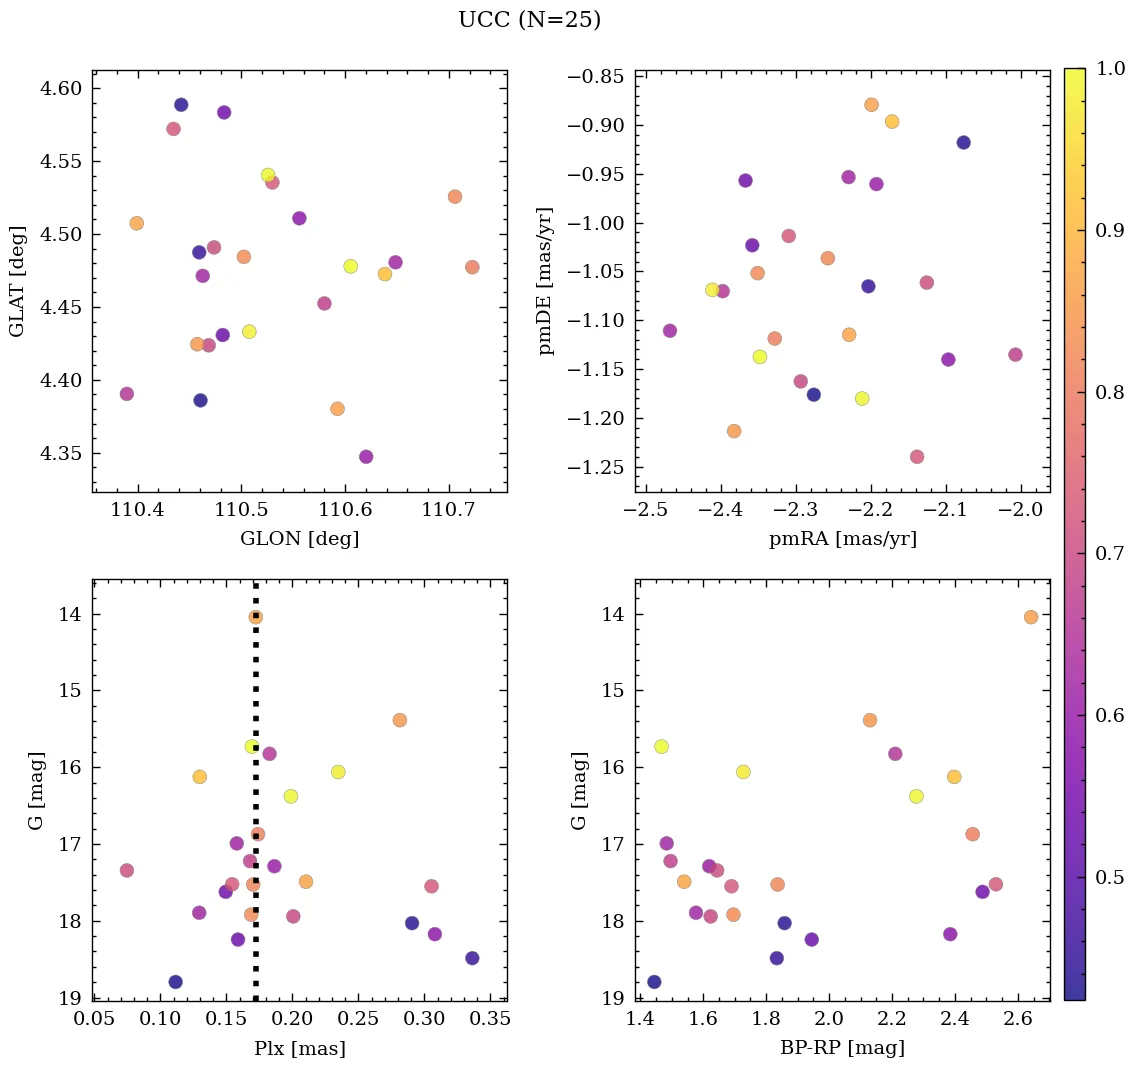 UCC (N=25)
4.60
4.55
4.50
4.45
4.40
4.35
GLAT [deg]
110.4 110.5 110.6 110.7
GLON [deg]
−0.85
−0.90
−0.95
−1.00
−1.05
−1.10
−1.15
−1.20
−1.25
pmDE [mas/yr]
−2.5 −2.4 −2.3 −2.2 −2.1 −2.0
pmRA [mas/yr]
14
15
16
17
18
19
G [mag]
0.05 0.10 0.15 0.20 0.25 0.30 0.35
Plx [mas]
14
15
16
17
18
19
G [mag]
1.4 1.6 1.8 2.0 2.2 2.4 2.6
BP-RP [mag]
1.0
0.9
0.8
0.7
0.6
0.5